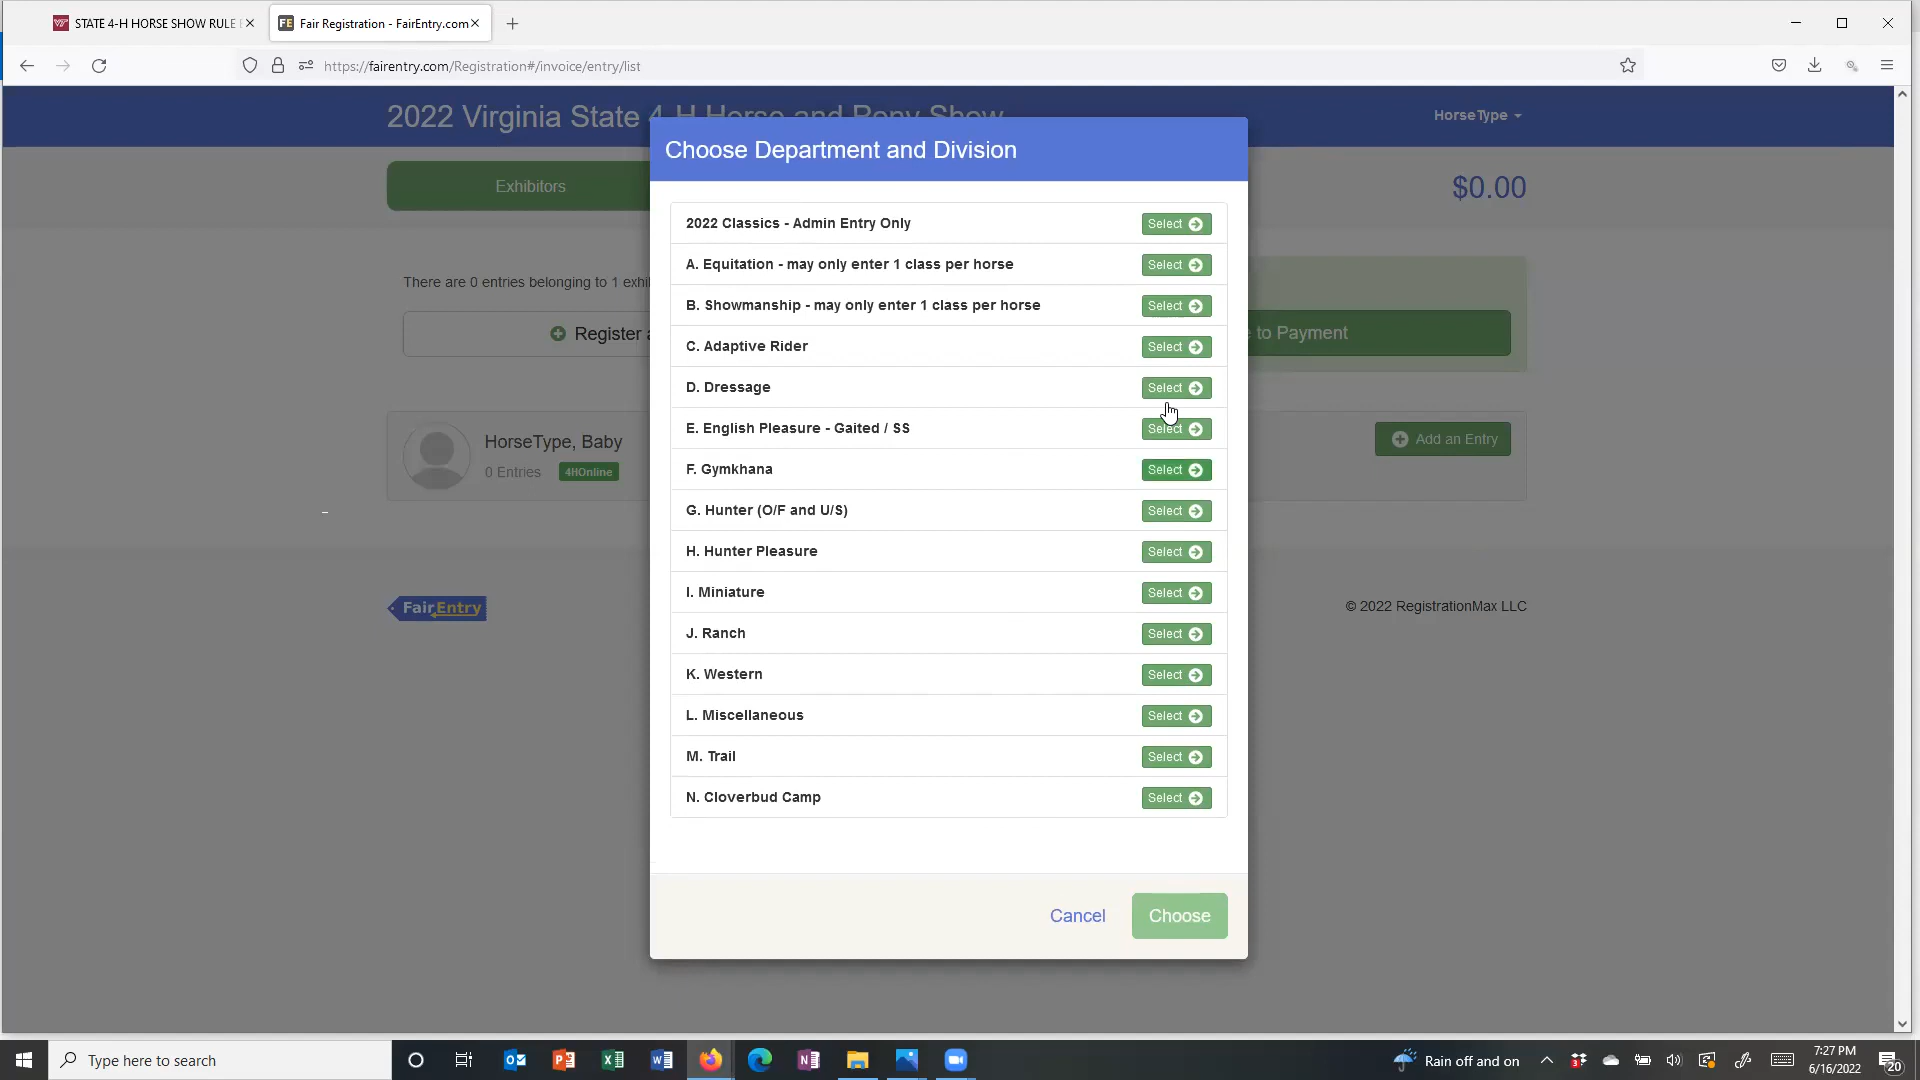 STATE 4-H HORSE SHOW RULE
Fair Registration - FairEntry.com
https://fairentry.com/Registration#/invoice/entry/list
2022 Virginia State 4-H Horse and Pony Show
HorseType
Choose Department and Division
Exhibitors
$0.00
2022 Classics - Admin Entry Only Select
A. Equitation - may only enter 1 class per horse Select
There are 0 entries belonging to 1 exhi
B. Showmanship - may only enter 1 class per horse Select
Register
to Payment
C. Adaptive Rider Select
D. Dressage Select
E. English Pleasure - Gaited / SS Select
HorseType, Baby
Add an Entry
0 Entries 4HOnline
F. Gymkhana Select
G. Hunter (O/F and U/S) Select
H. Hunter Pleasure Select
I. Miniature Select
FairEntry
© 2022 RegistrationMax LLC
J. Ranch Select
K. Western Select
L. Miscellaneous Select
M. Trail Select
N. Cloverbud Camp Select
Cancel Choose
Type here to search
Rain off and on
7:27 PM
6/16/2022
20